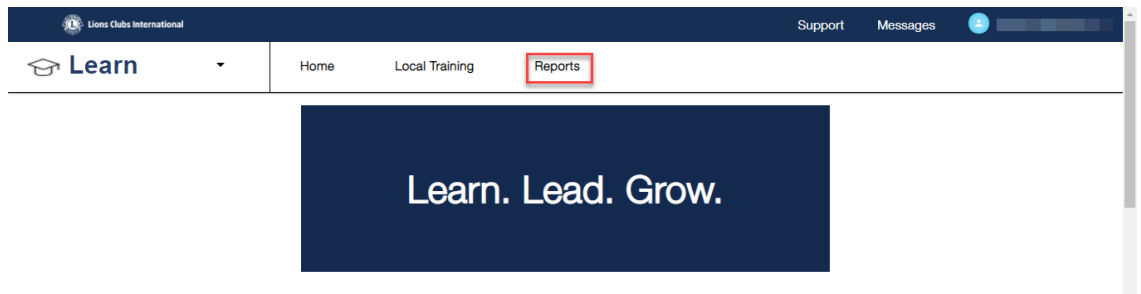 Lions Clubs International
Support Messages
Learn
Home Local Training Reports
Learn. Lead. Grow.